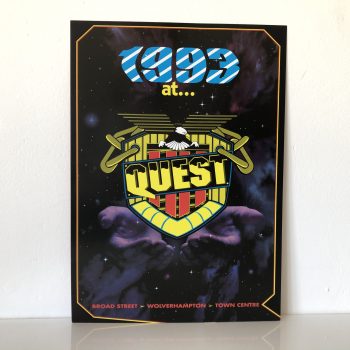 1993
at...
QUEST
BROAD STREET - WOLVERHAMPTON - TOWN CENTRE